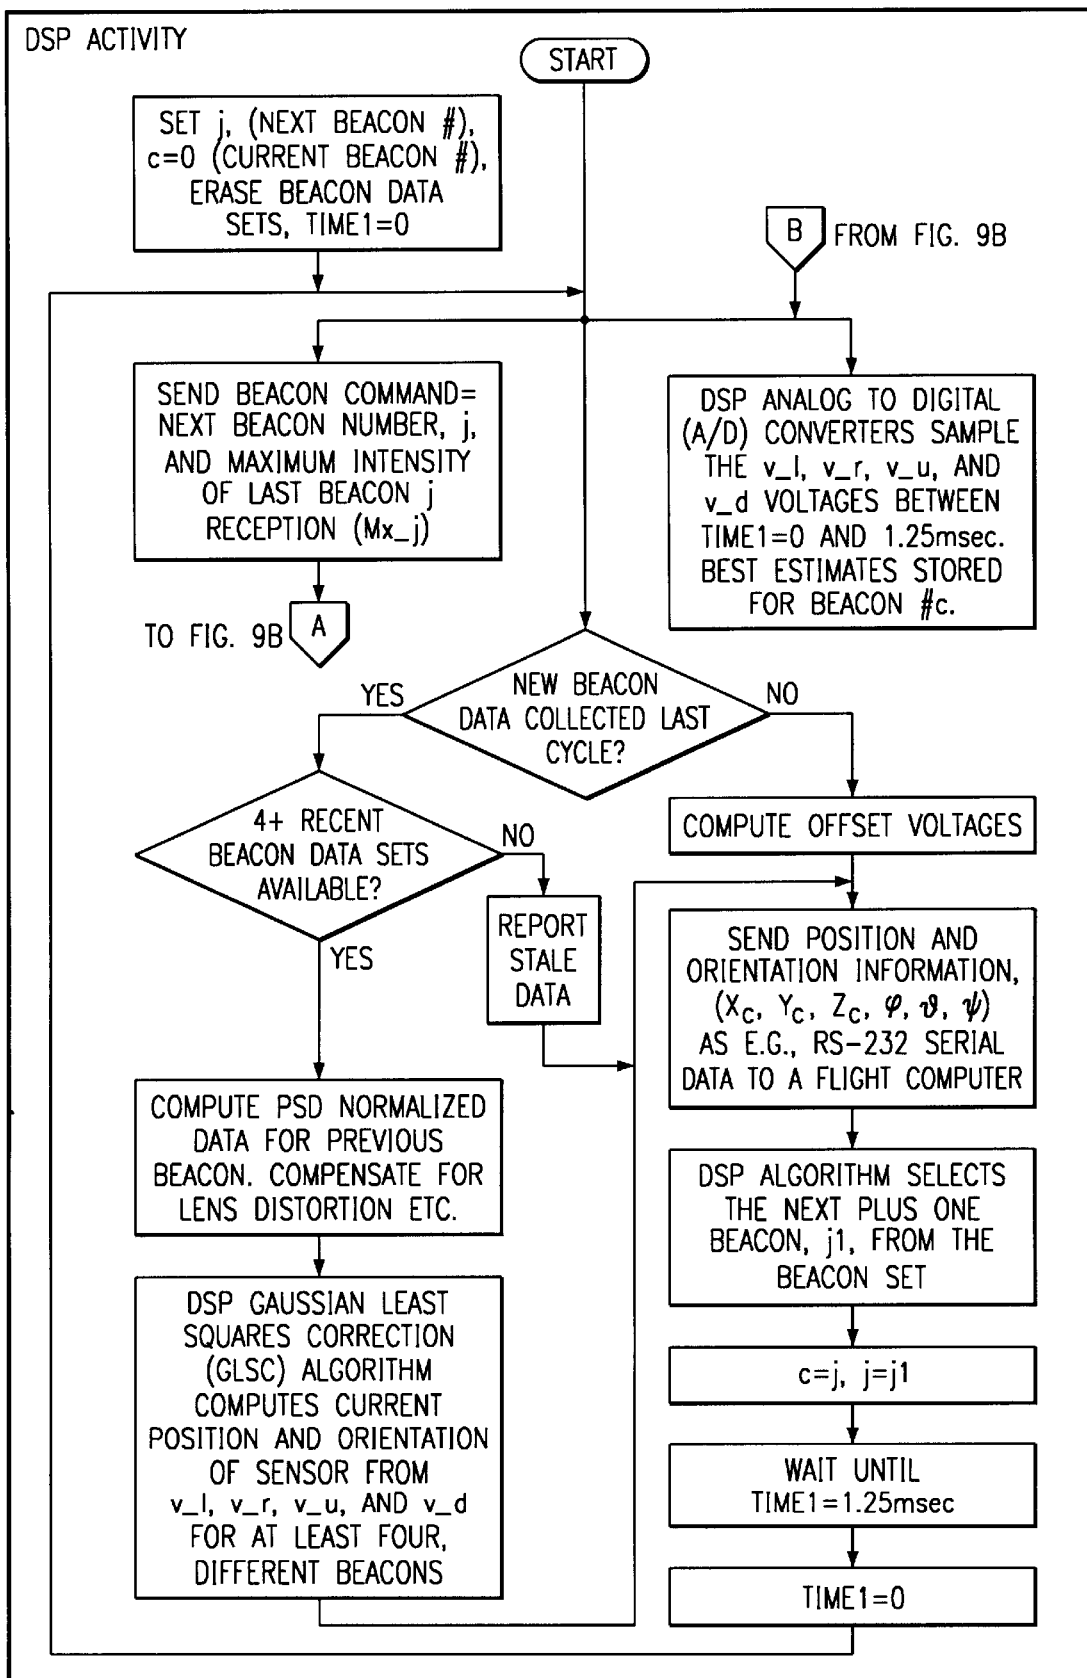 DSP ACTIVITY
START
SET j, (NEXT BEACON #),
c=0 (CURRENT BEACON #),
ERASE BEACON DATA
SETS, TIME1=0
B
FROM FIG. 9B
SEND BEACON COMMAND=
NEXT BEACON NUMBER, j,
AND MAXIMUM INTENSITY
OF LAST BEACON j
RECEPTION (Mx_j)
DSP ANALOG TO DIGITAL
(A/D) CONVERTERS SAMPLE
THE v_l, v_r, v_u, AND
v_d VOLTAGES BETWEEN
TIME1=0 AND 1.25msec.
BEST ESTIMATES STORED
FOR BEACON #c.
TO FIG. 9B
A
YES
NEW BEACON
DATA COLLECTED LAST
CYCLE?
NO
4+ RECENT
BEACON DATA SETS
AVAILABLE?
NO
YES
COMPUTE OFFSET VOLTAGES
REPORT
STALE
DATA
SEND POSITION AND
ORIENTATION INFORMATION,
(XC, YC, ZC, φ, ϑ, ψ)
AS E.G., RS-232 SERIAL
DATA TO A FLIGHT COMPUTER
COMPUTE PSD NORMALIZED
DATA FOR PREVIOUS
BEACON. COMPENSATE FOR
LENS DISTORTION ETC.
DSP ALGORITHM SELECTS
THE NEXT PLUS ONE
BEACON, j1, FROM THE
BEACON SET
DSP GAUSSIAN LEAST
SQUARES CORRECTION
(GLSC) ALGORITHM
COMPUTES CURRENT
POSITION AND ORIENTATION
OF SENSOR FROM
v_l, v_r, v_u, AND v_d
FOR AT LEAST FOUR,
DIFFERENT BEACONS
c=j, j=j1
WAIT UNTIL
TIME1=1.25msec
TIME1=0